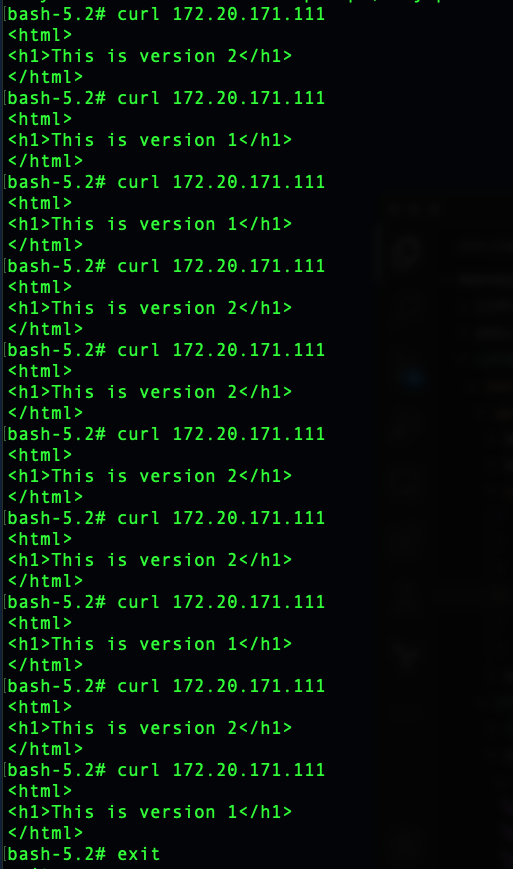 bash-5.2# curl 172.20.171.111
<html>
<h1>This is version 2</h1>
</html>
bash-5.2# curl 172.20.171.111
<html>
<h1>This is version 1</h1>
</html>
bash-5.2# curl 172.20.171.111
<html>
<h1>This is version 1</h1>
</html>
bash-5.2# curl 172.20.171.111
<html>
<h1>This is version 2</h1>
</html>
bash-5.2# curl 172.20.171.111
<html>
<h1>This is version 2</h1>
</html>
bash-5.2# curl 172.20.171.111
<html>
<h1>This is version 2</h1>
</html>
bash-5.2# curl 172.20.171.111
<html>
<h1>This is version 2</h1>
</html>
bash-5.2# curl 172.20.171.111
<html>
<h1>This is version 1</h1>
</html>
bash-5.2# curl 172.20.171.111
<html>
<h1>This is version 2</h1>
</html>
bash-5.2# curl 172.20.171.111
<html>
<h1>This is version 1</h1>
</html>
bash-5.2# exit